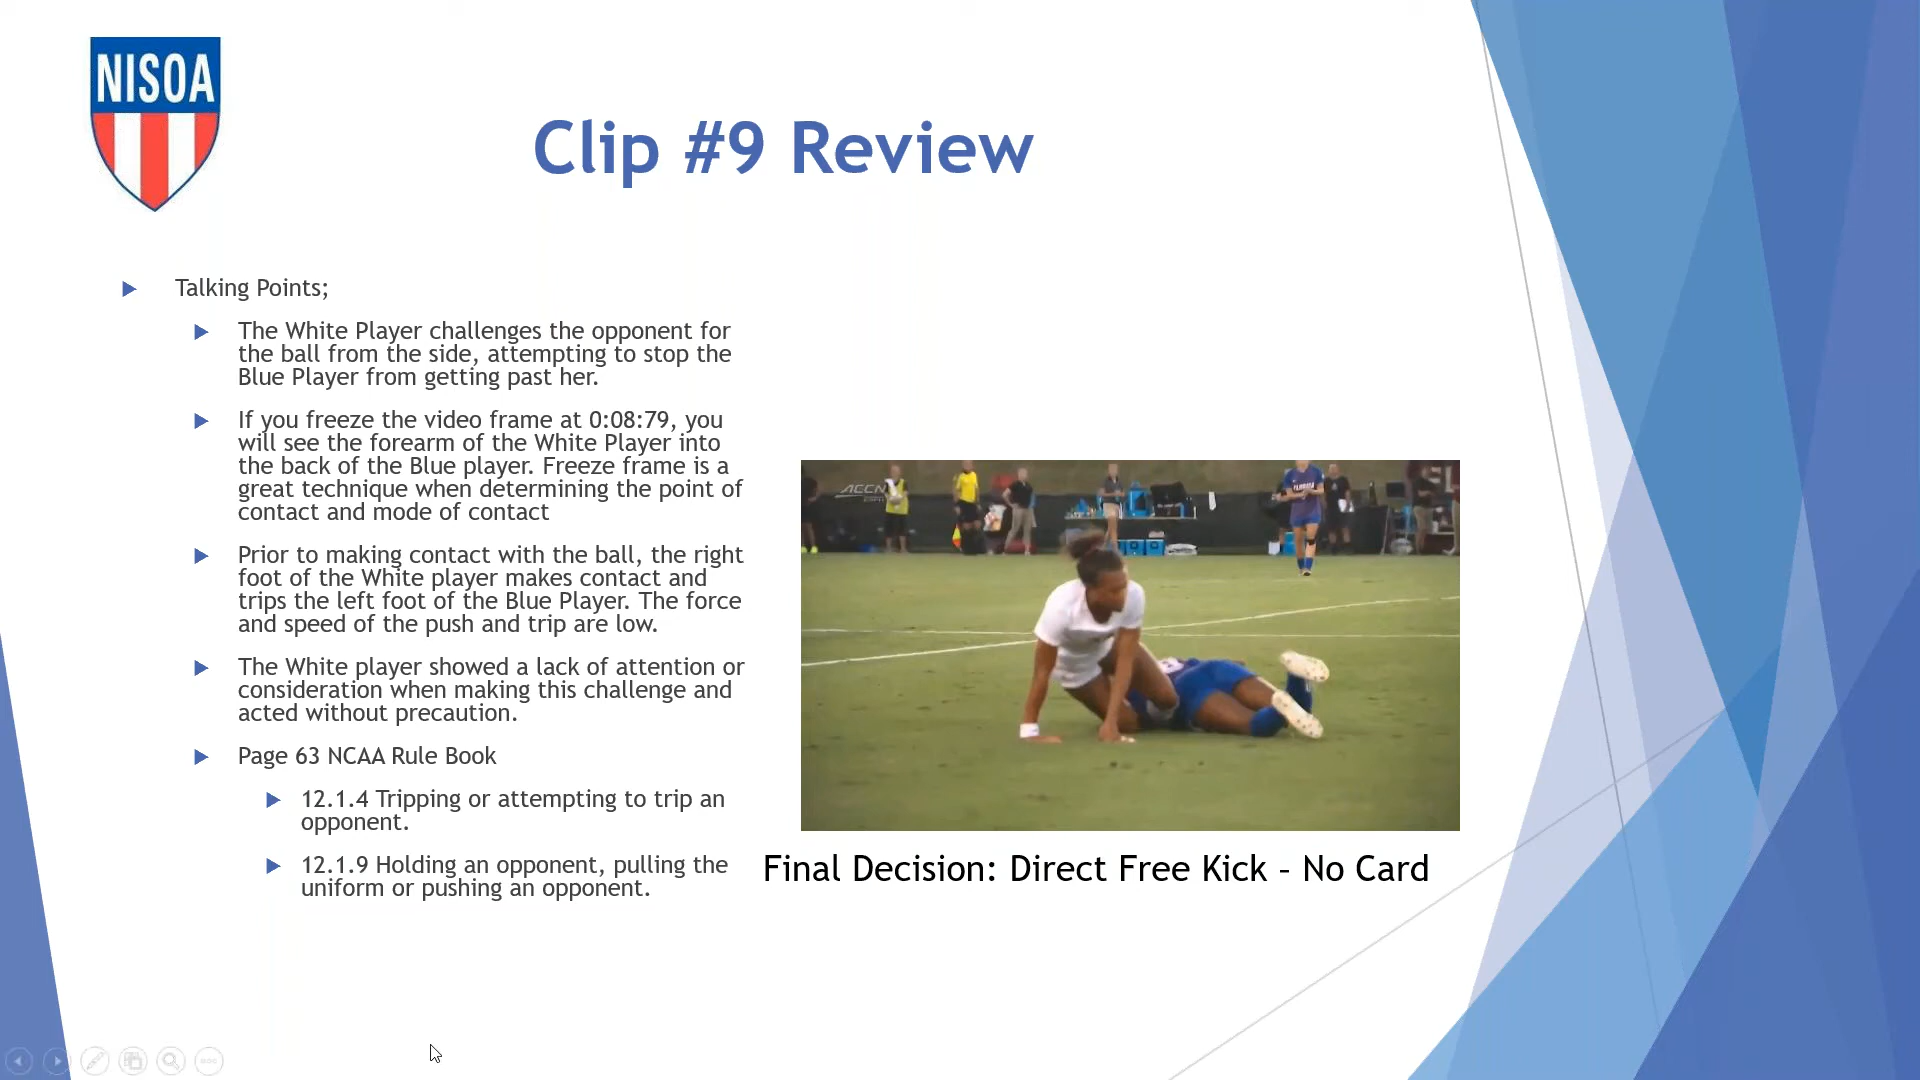 NISOA
Clip #9 Review
Talking Points;
The White Player challenges the opponent for
the ball from the side, attempting to stop the
Blue Player from getting past her.
If you freeze the video frame at 0:08:79, you
will see the forearm of the White Player into
the back of the Blue player. Freeze frame is a
great technique when determining the point of
contact and mode of contact
Prior to making contact with the ball, the right
foot of the White player makes contact and
trips the left foot of the Blue Player. The force
and speed of the push and trip are low.
The White player showed a lack of attention or
consideration when making this challenge and
acted without precaution.
Page 63 NCAA Rule Book
12.1.4 Tripping or attempting to trip an
opponent.
12.1.9 Holding an opponent, pulling the
uniform or pushing an opponent.
ACCN
FLORIDA
Final Decision: Direct Free Kick - No Card